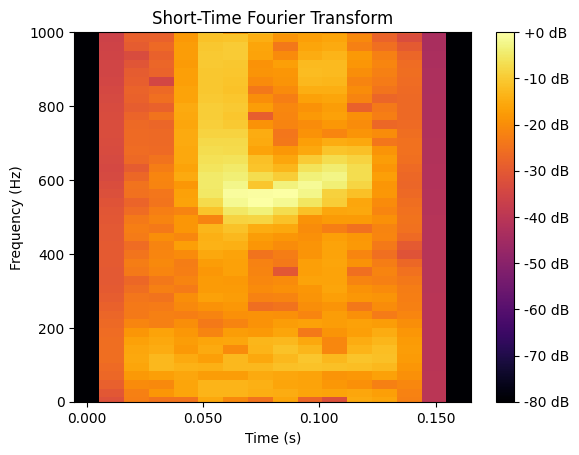 Short-Time Fourier Transform
1000
800
600
400
200
0
Frequency (Hz)
0.000
0.050
0.100
0.150
Time (s)
+0 dB
-10 dB
-20 dB
-30 dB
-40 dB
-50 dB
-60 dB
-70 dB
-80 dB